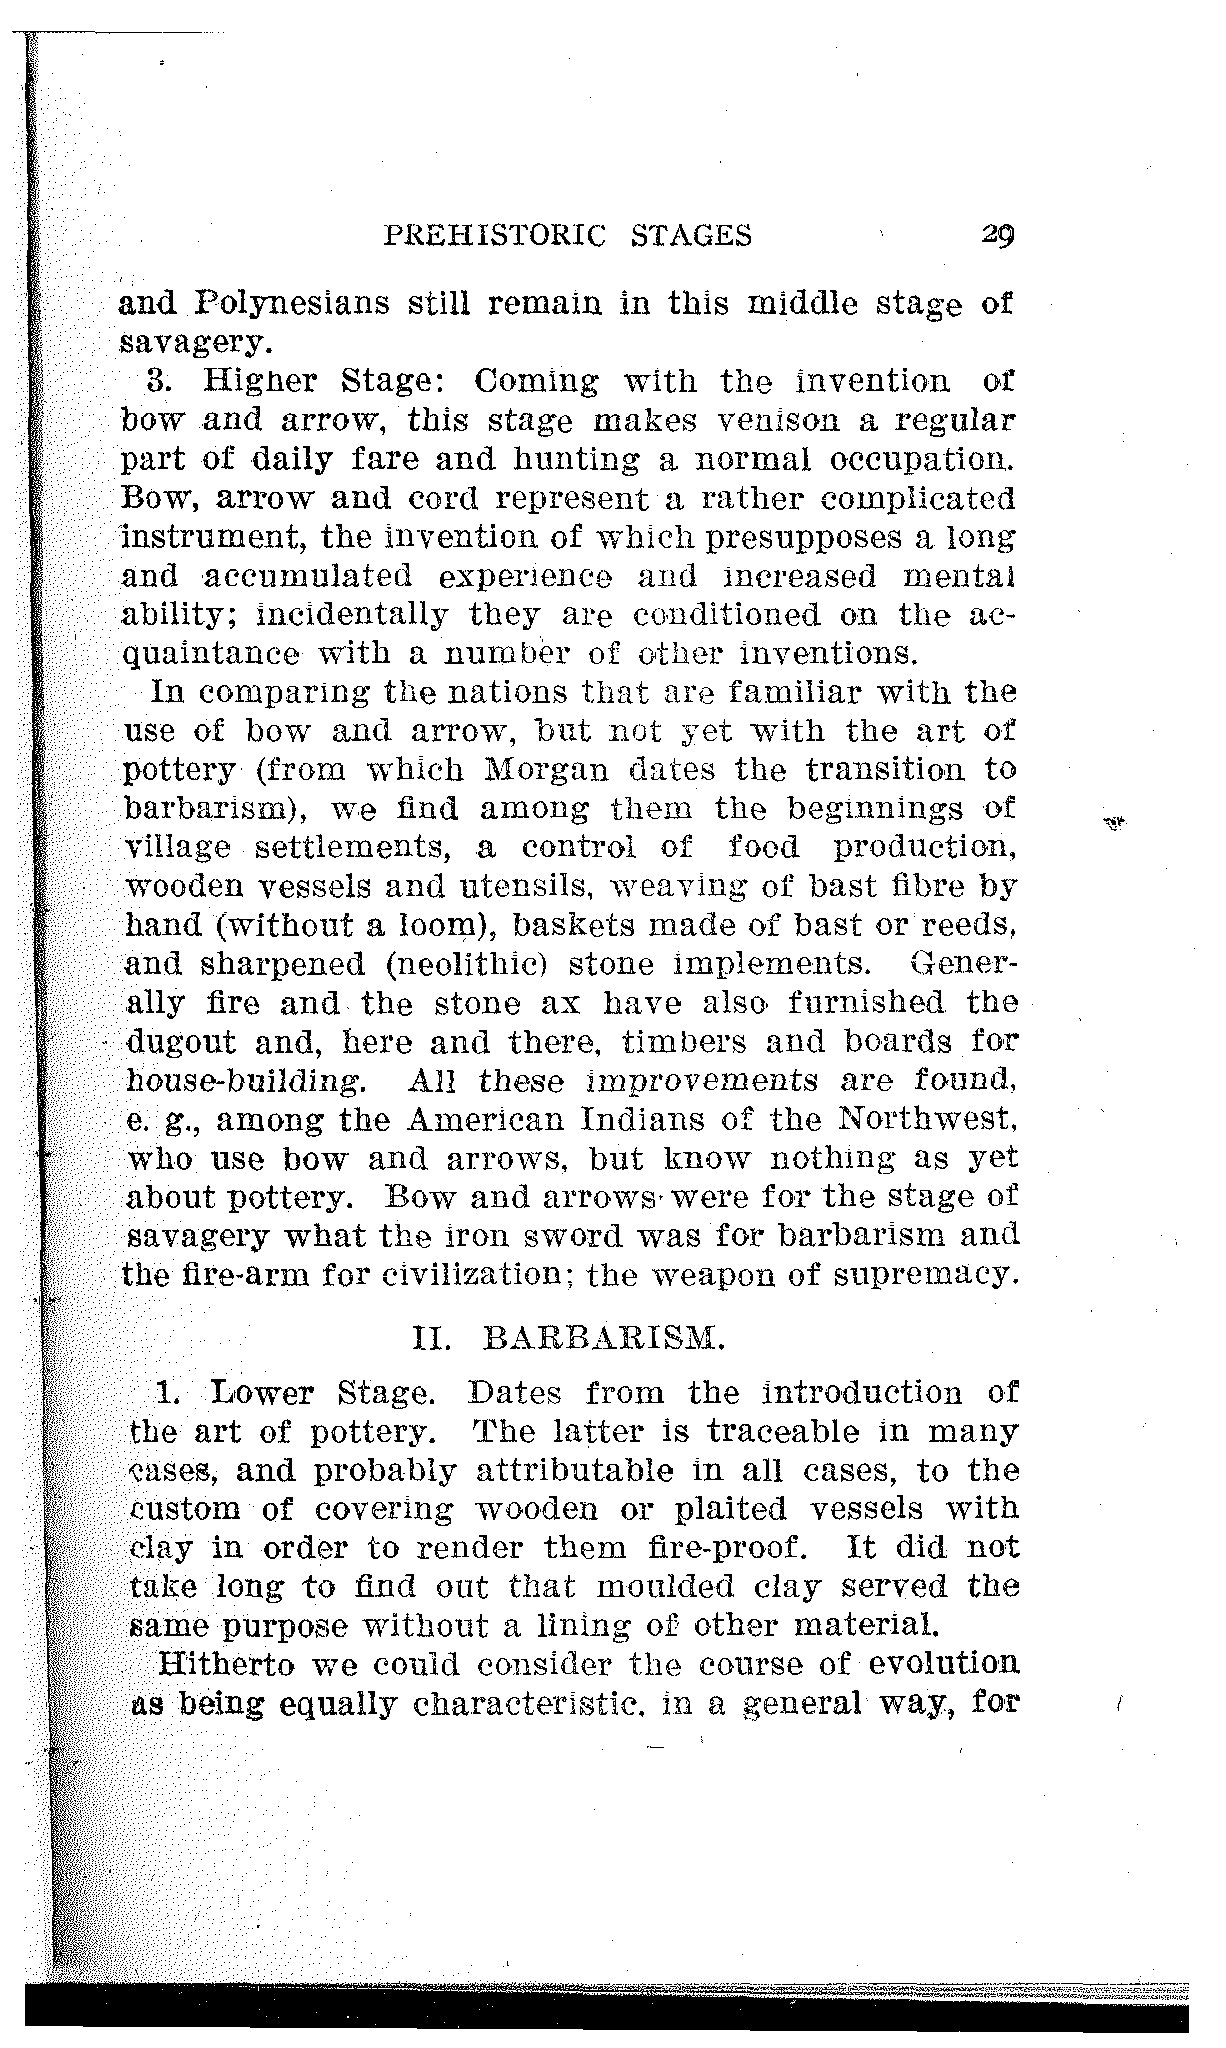 PREHISTORIC STAGES 29
and Polynesians still remain in this middle stage of
savagery.
3. Higher Stage: Coming with the invention of
bow and arrow, this stage makes venison a regular
part of daily fare and hunting a normal occupation.
Bow, arrow and cord represent a rather complicated
instrument, the invention of which presupposes a long
and accumulated experience and increased mental
ability; incidentally they are conditioned on the ac-
quaintance with a number of other inventions.
In comparing the nations that are familiar with the
use of bow and arrow, but not yet with the art of
pottery (from which Morgan dates the transition to
barbarism), we find among them the beginnings of
village settlements, a control of food production,
wooden vessels and utensils, weaving of bast fibre by
hand (without a loom), baskets made of bast or reeds,
and sharpened (neolithic) stone implements. Gener-
ally fire and the stone ax have also furnished the
dugout and, here and there, timbers and boards for
house-building. All these improvements are found,
e. g., among the American Indians of the Northwest,
who use bow and arrows, but know nothing as yet
about pottery. Bow and arrows were for the stage of
savagery what the iron sword was for barbarism and
the fire-arm for civilization; the weapon of supremacy.
II. BARBARISM.
1. Lower Stage. Dates from the introduction of
the art of pottery. The latter is traceable in many
cases, and probably attributable in all cases, to the
custom of covering wooden or plaited vessels with
clay in order to render them fire-proof. It did not
take long to find out that moulded clay served the
same purpose without a lining of other material.
Hitherto we could consider the course of evolution
as being equally characteristic, in a general way, for